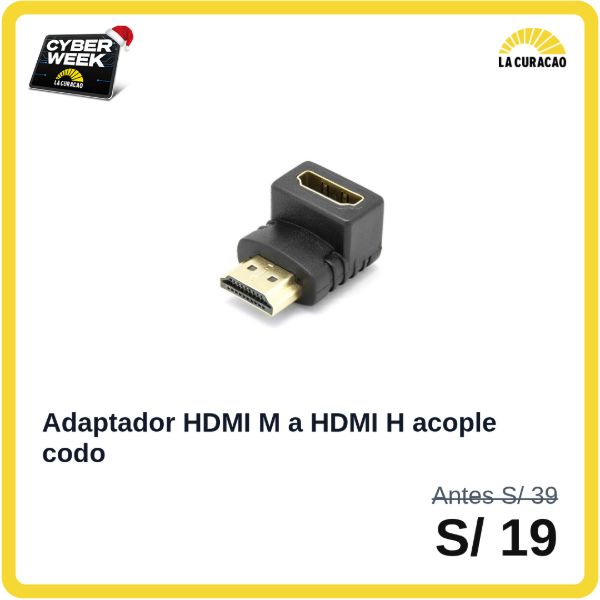 CYBER
WEEK
LA CURACAO
LA CURACAO
Adaptador HDMI M a HDMI H acople
codo
Antes S/ 39
S/ 19